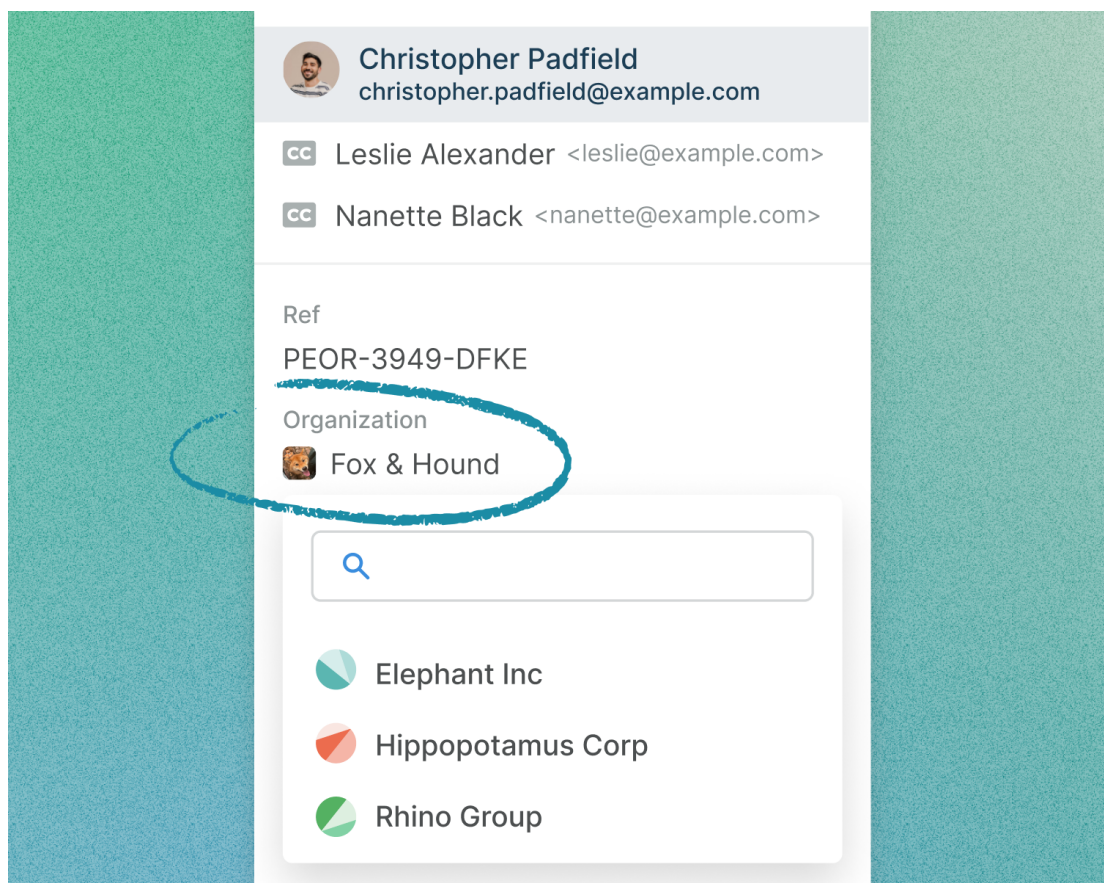 Christopher Padfield
christopher.padfield@example.com
CC Leslie Alexander <leslie@example.com>
CC Nanette Black <nanette@example.com>
Ref
PEOR-3949-DFKE
Organization
Fox & Hound
Elephant Inc
Hippopotamus Corp
Rhino Group